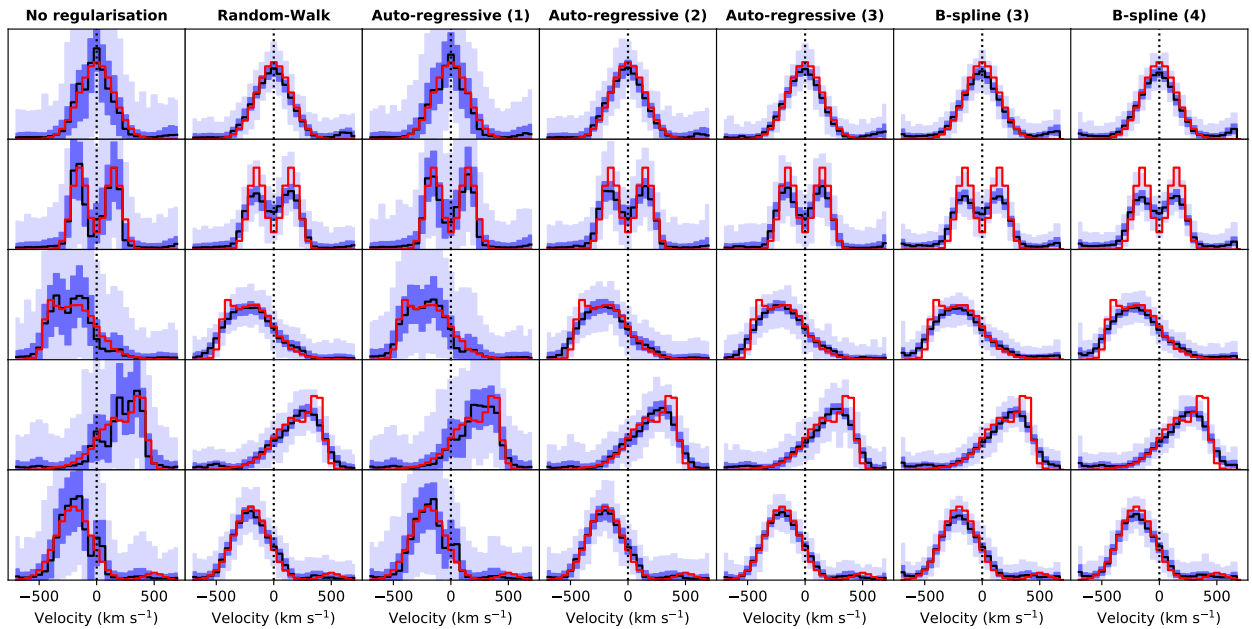 No regularisation Random-Walk Auto-regressive (1) Auto-regressive (2) Auto-regressive (3) B-spline (3) B-spline (4)
−500 0 500 −500 0 500 −500 0 500 −500 0 500 −500 0 500 −500 0 500 −500 0 500
Velocity (km s⁻¹) Velocity (km s⁻¹) Velocity (km s⁻¹) Velocity (km s⁻¹) Velocity (km s⁻¹) Velocity (km s⁻¹) Velocity (km s⁻¹)